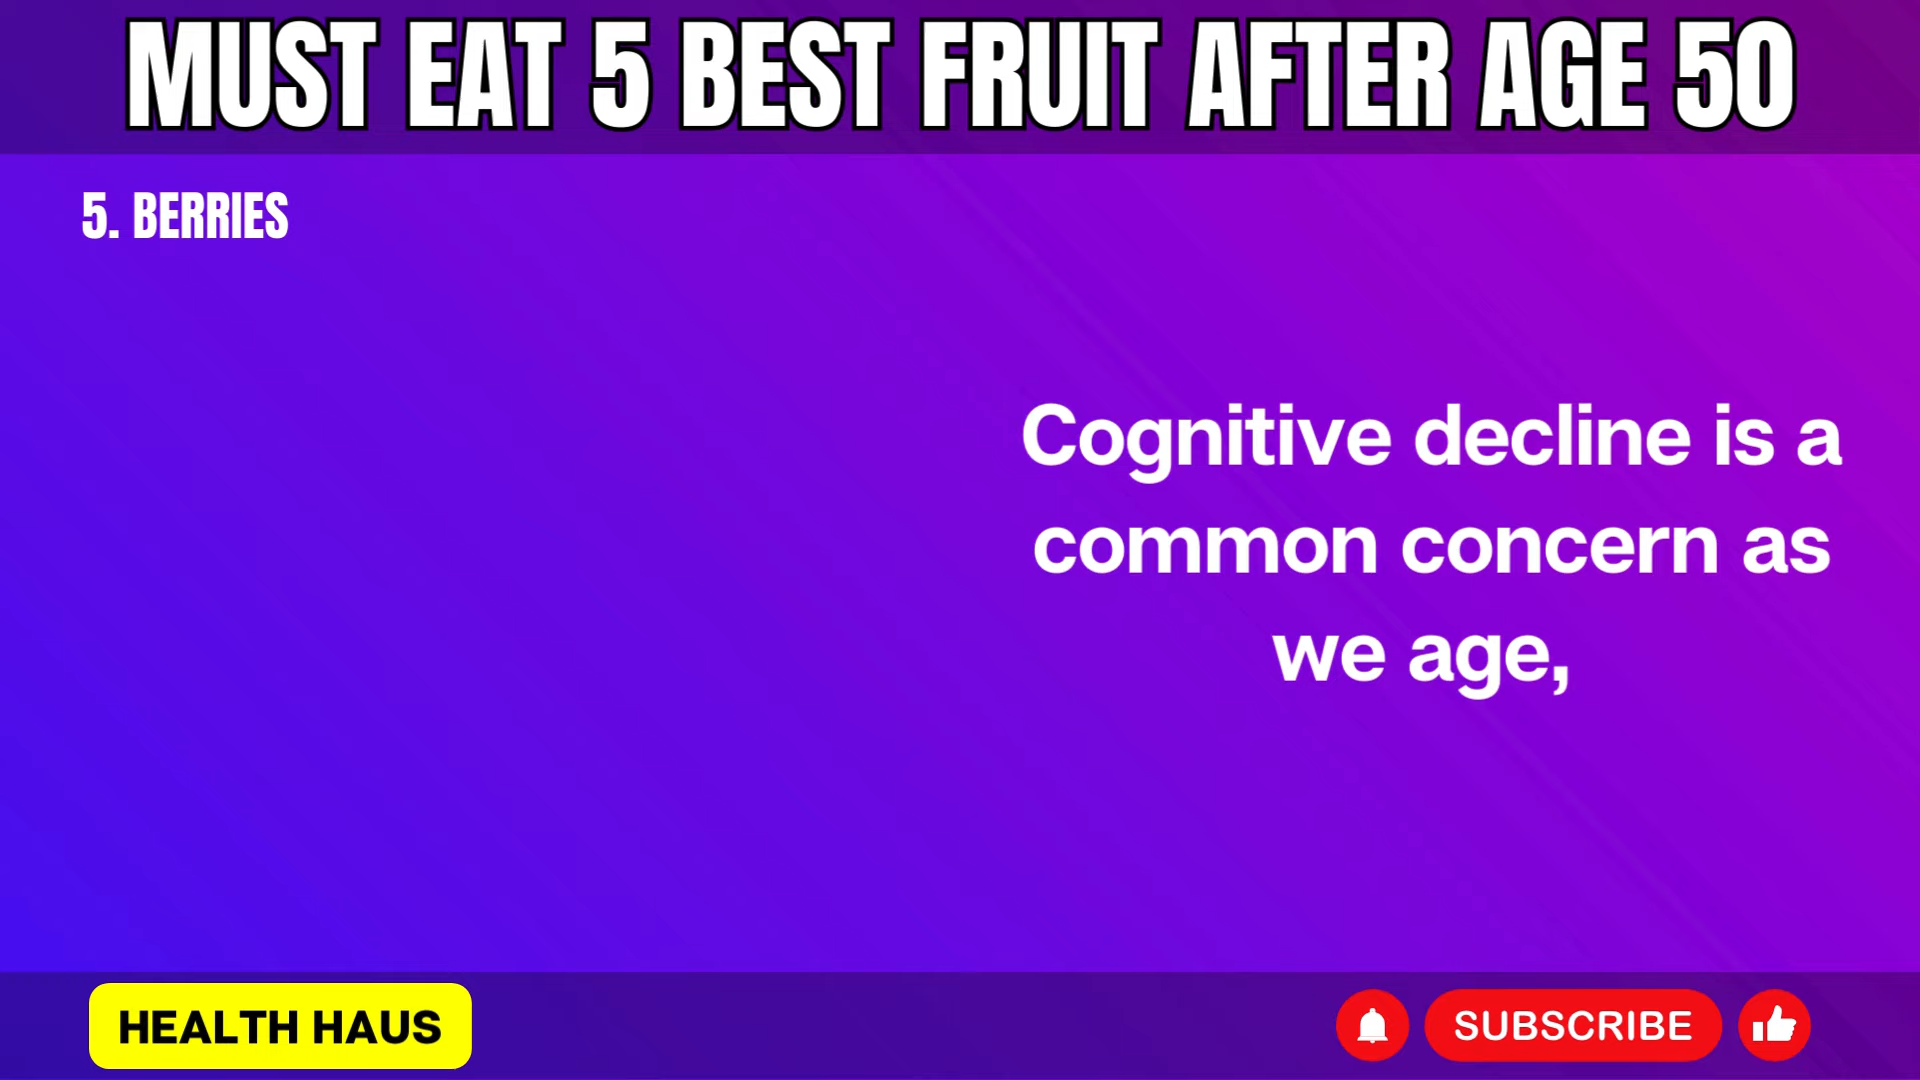 MUST EAT 5 BEST FRUIT AFTER AGE 50
5. BERRIES
Cognitive decline is a
common concern as
we age,
HEALTH HAUS
SUBSCRIBE